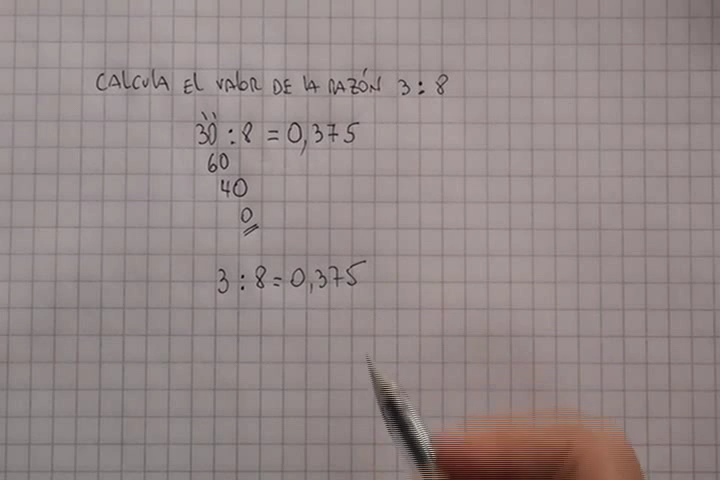 CALCULA EL VALOR DE LA RAZÓN 3 : 8
30 : 8 = 0,375
60
40
0
3 : 8 = 0,375